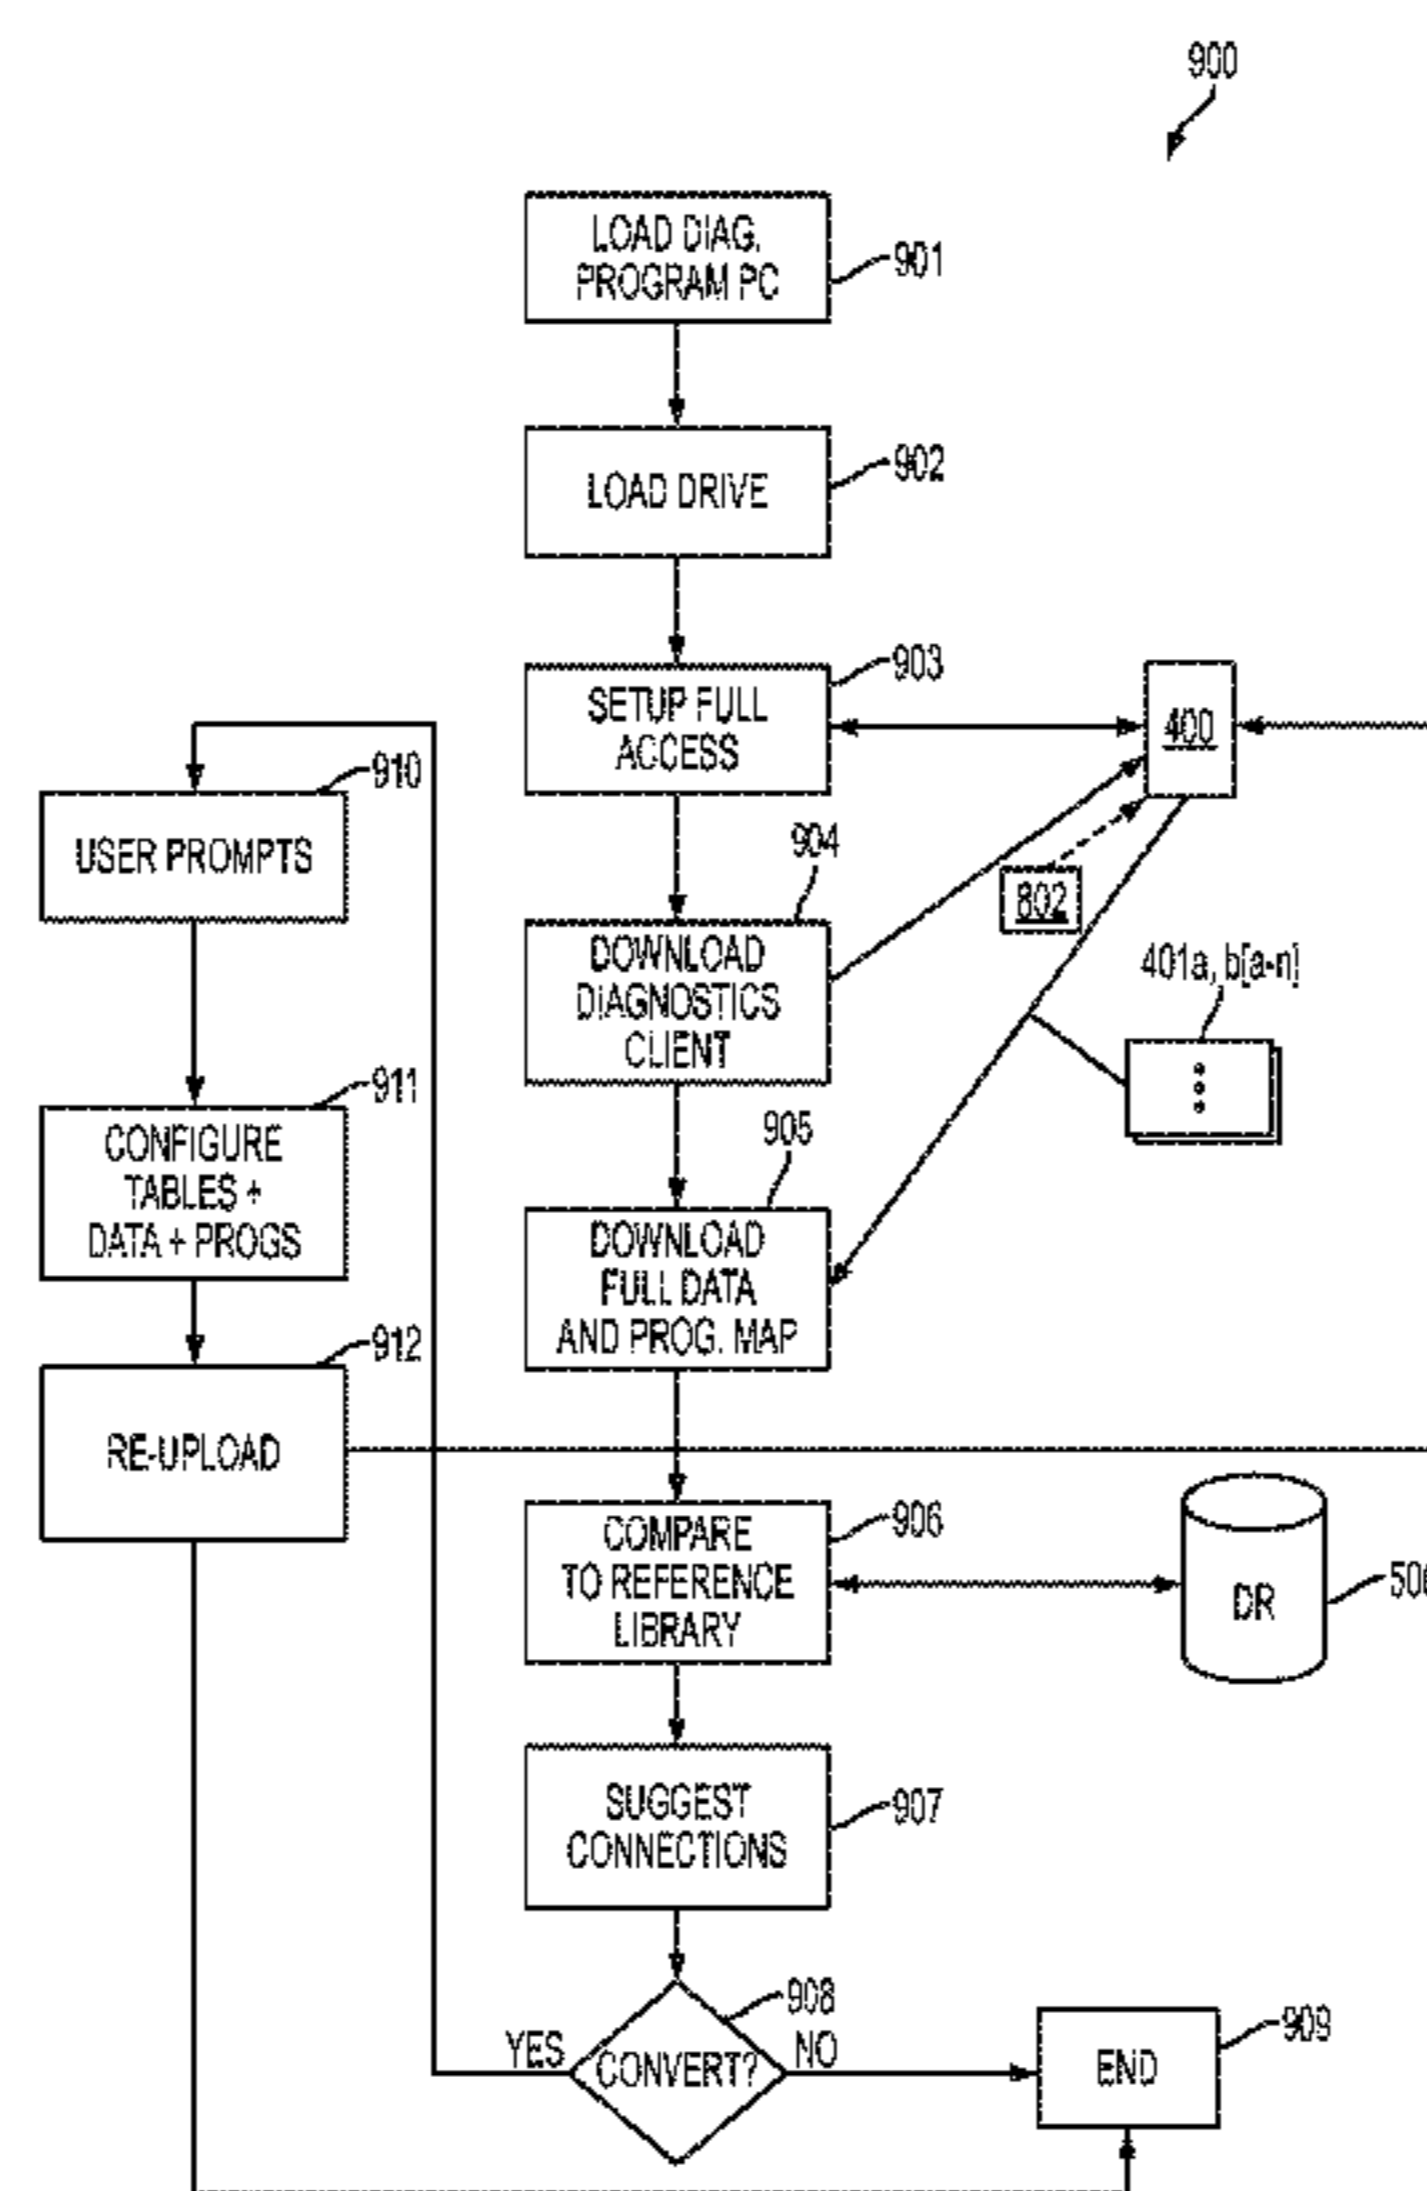 900
LOAD DIAG.
PROGRAM PC
901
LOAD DRIVE
902
SETUP FULL
ACCESS
903
400
910
USER PROMPTS
904
DOWNLOAD
DIAGNOSTICS
CLIENT
802
401a, b[a-n]
911
CONFIGURE
TABLES +
DATA + PROGS
905
DOWNLOAD
FULL DATA
AND PROG. MAP
912
RE-UPLOAD
906
COMPARE
TO REFERENCE
LIBRARY
DR
SUGGEST
CONNECTIONS
907
908
YES
CONVERT?
NO
END
909